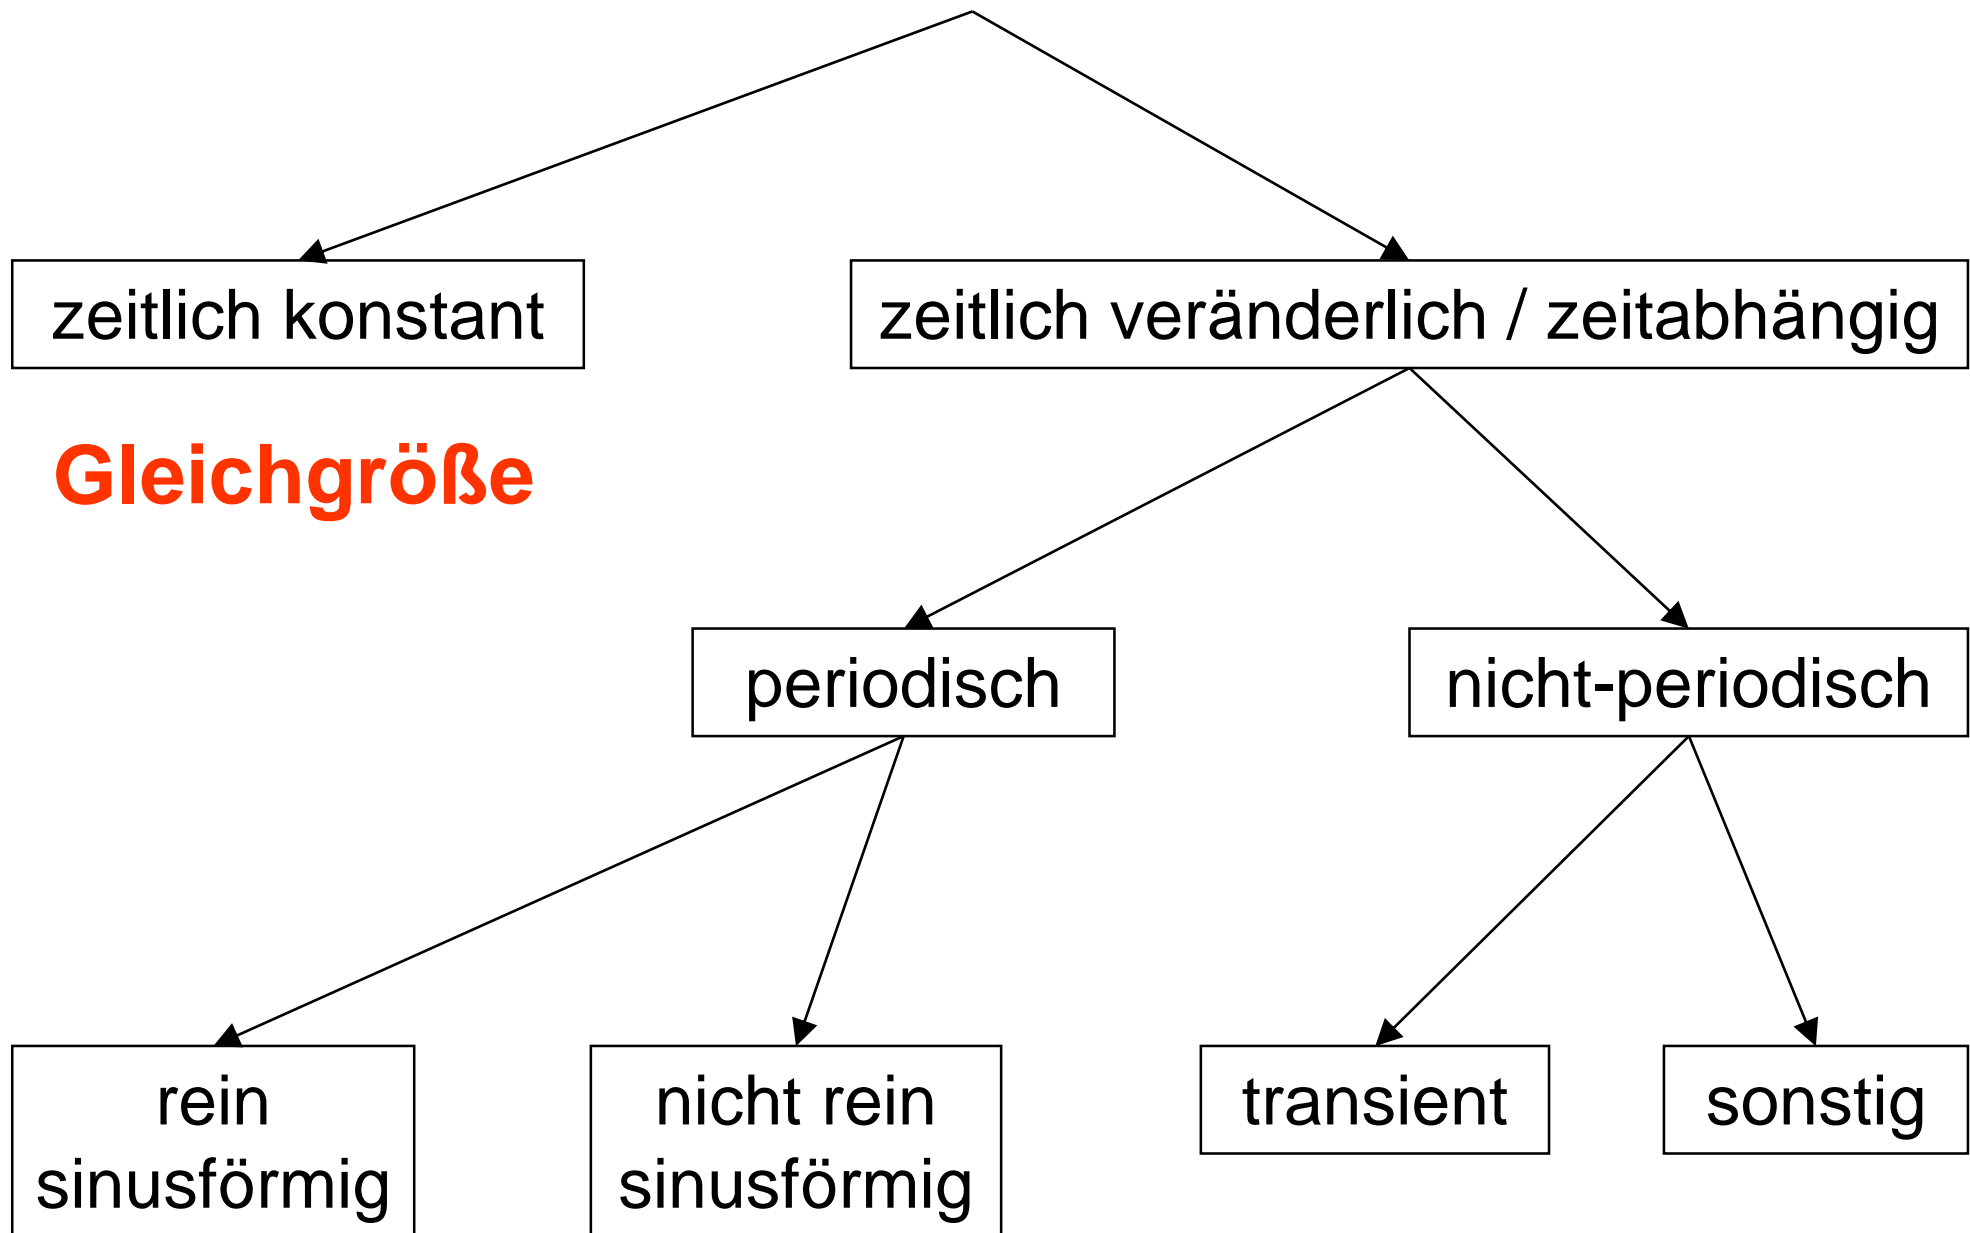 zeitlich konstant
zeitlich veränderlich / zeitabhängig
Gleichgröße
periodisch
nicht-periodisch
rein
sinusförmig
nicht rein
sinusförmig
transient
sonstig